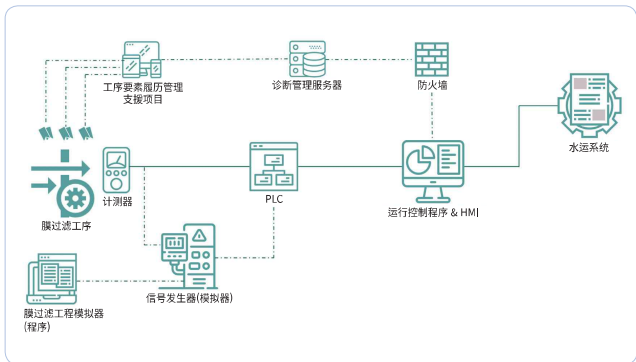 工序要素履历管理
支援项目
诊断管理服务器
防火墙
水运系统
计测器
PLC
运行控制程序 & HMI
膜过滤工序
信号发生器(模拟器)
膜过滤工程模拟器
(程序)